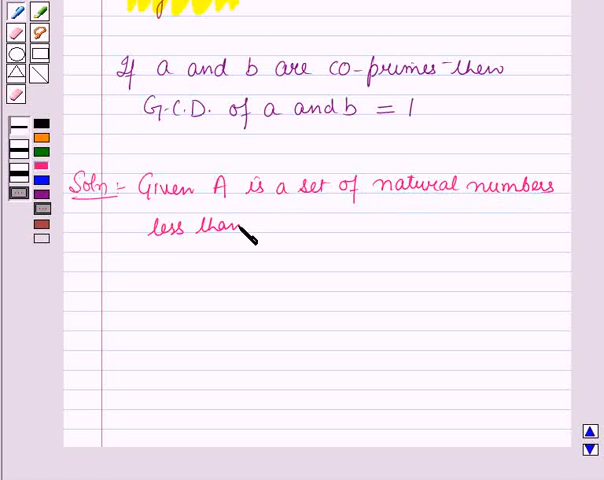 If a and b are co-primes then
G.C.D. of a and b = 1
Soln:- Given A is a set of natural numbers
less than